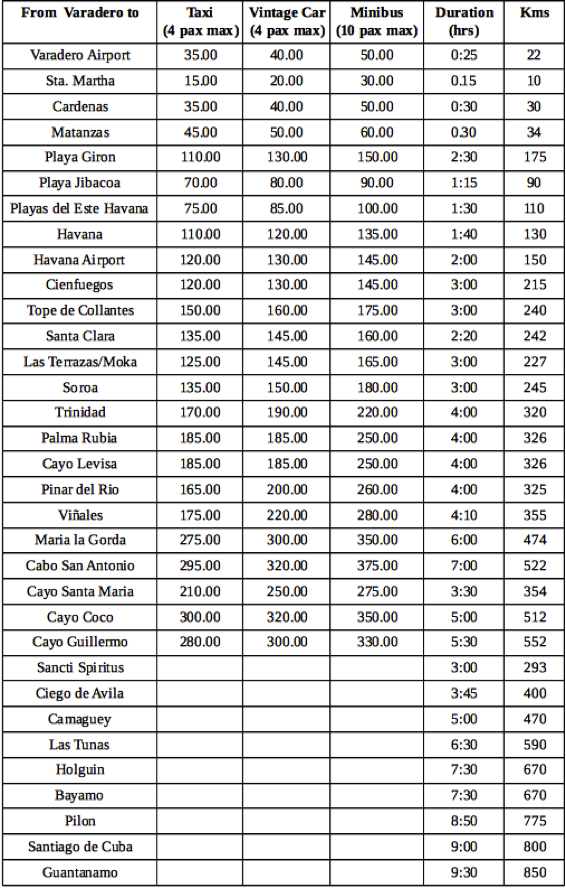 From Varadero to Taxi Vintage Car Minibus Duration Kms
(4 pax max) (4 pax max) (10 pax max) (hrs)
Varadero Airport 35.00 40.00 50.00 0:25 22
Sta. Martha 15.00 20.00 30.00 0.15 10
Cardenas 35.00 40.00 50.00 0:30 30
Matanzas 45.00 50.00 60.00 0.30 34
Playa Giron 110.00 130.00 150.00 2:30 175
Playa Jibacoa 70.00 80.00 90.00 1:15 90
Playas del Este Havana 75.00 85.00 100.00 1:30 110
Havana 110.00 120.00 135.00 1:40 130
Havana Airport 120.00 130.00 145.00 2:00 150
Cienfuegos 120.00 130.00 145.00 3:00 215
Tope de Collantes 150.00 160.00 175.00 3:00 240
Santa Clara 135.00 145.00 160.00 2:20 242
Las Terrazas/Moka 125.00 145.00 165.00 3:00 227
Soroa 135.00 150.00 180.00 3:00 245
Trinidad 170.00 190.00 220.00 4:00 320
Palma Rubia 185.00 185.00 250.00 4:00 326
Cayo Levisa 185.00 185.00 250.00 4:00 326
Pinar del Rio 165.00 200.00 260.00 4:00 325
Viñales 175.00 220.00 280.00 4:10 355
Maria la Gorda 275.00 300.00 350.00 6:00 474
Cabo San Antonio 295.00 320.00 375.00 7:00 522
Cayo Santa Maria 210.00 250.00 275.00 3:30 354
Cayo Coco 300.00 320.00 350.00 5:00 512
Cayo Guillermo 280.00 300.00 330.00 5:30 552
Sancti Spiritus 3:00 293
Ciego de Avila 3:45 400
Camaguey 5:00 470
Las Tunas 6:30 590
Holguin 7:30 670
Bayamo 7:30 670
Pilon 8:50 775
Santiago de Cuba 9:00 800
Guantanamo 9:30 850